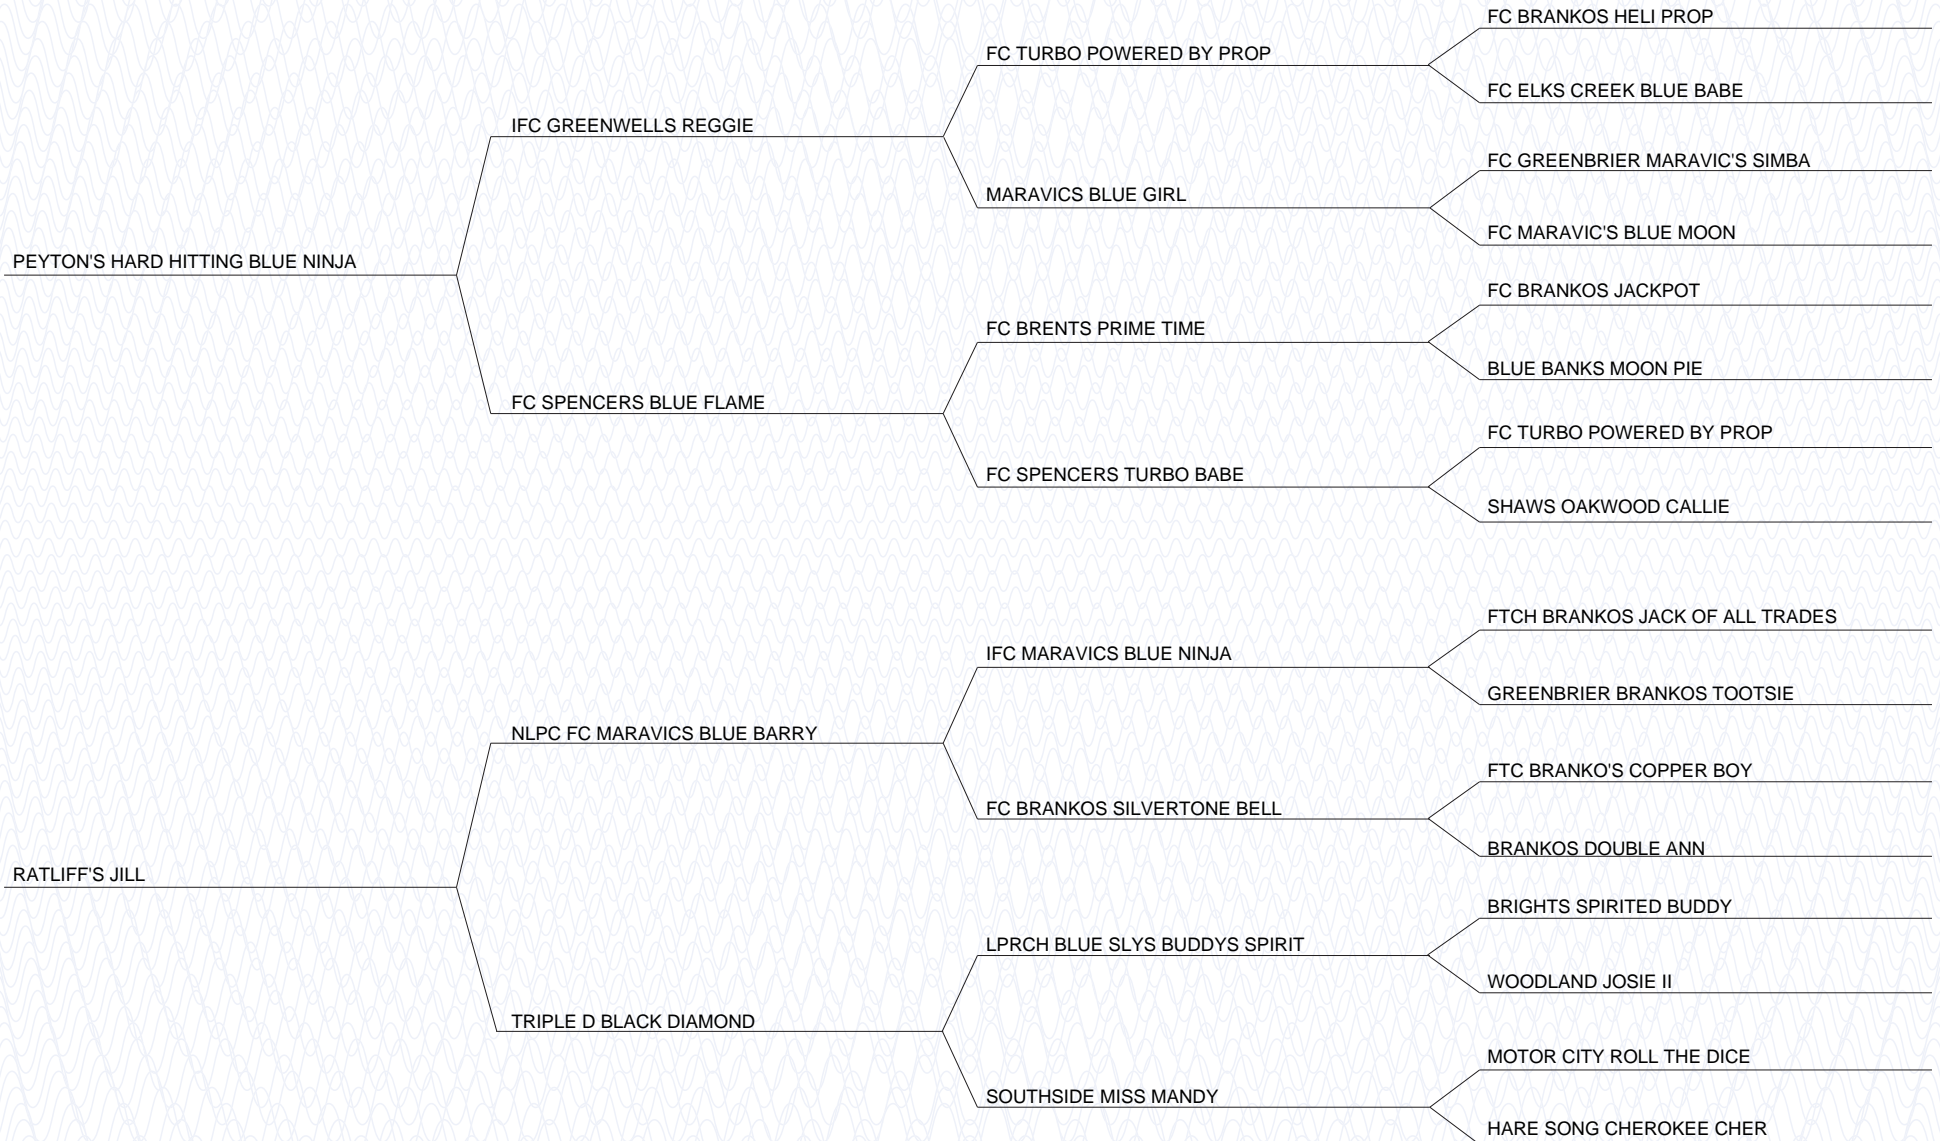 FC BRANKOS HELI PROP
FC TURBO POWERED BY PROP
FC ELKS CREEK BLUE BABE
IFC GREENWELLS REGGIE
FC GREENBRIER MARAVIC'S SIMBA
MARAVICS BLUE GIRL
FC MARAVIC'S BLUE MOON
PEYTON'S HARD HITTING BLUE NINJA
FC BRANKOS JACKPOT
FC BRENTS PRIME TIME
BLUE BANKS MOON PIE
FC SPENCERS BLUE FLAME
FC TURBO POWERED BY PROP
FC SPENCERS TURBO BABE
SHAWS OAKWOOD CALLIE
FTCH BRANKOS JACK OF ALL TRADES
IFC MARAVICS BLUE NINJA
GREENBRIER BRANKOS TOOTSIE
NLPC FC MARAVICS BLUE BARRY
FTC BRANKO'S COPPER BOY
FC BRANKOS SILVERTONE BELL
BRANKOS DOUBLE ANN
RATLIFF'S JILL
BRIGHTS SPIRITED BUDDY
LPRCH BLUE SLYS BUDDYS SPIRIT
WOODLAND JOSIE II
TRIPLE D BLACK DIAMOND
MOTOR CITY ROLL THE DICE
SOUTHSIDE MISS MANDY
HARE SONG CHEROKEE CHER